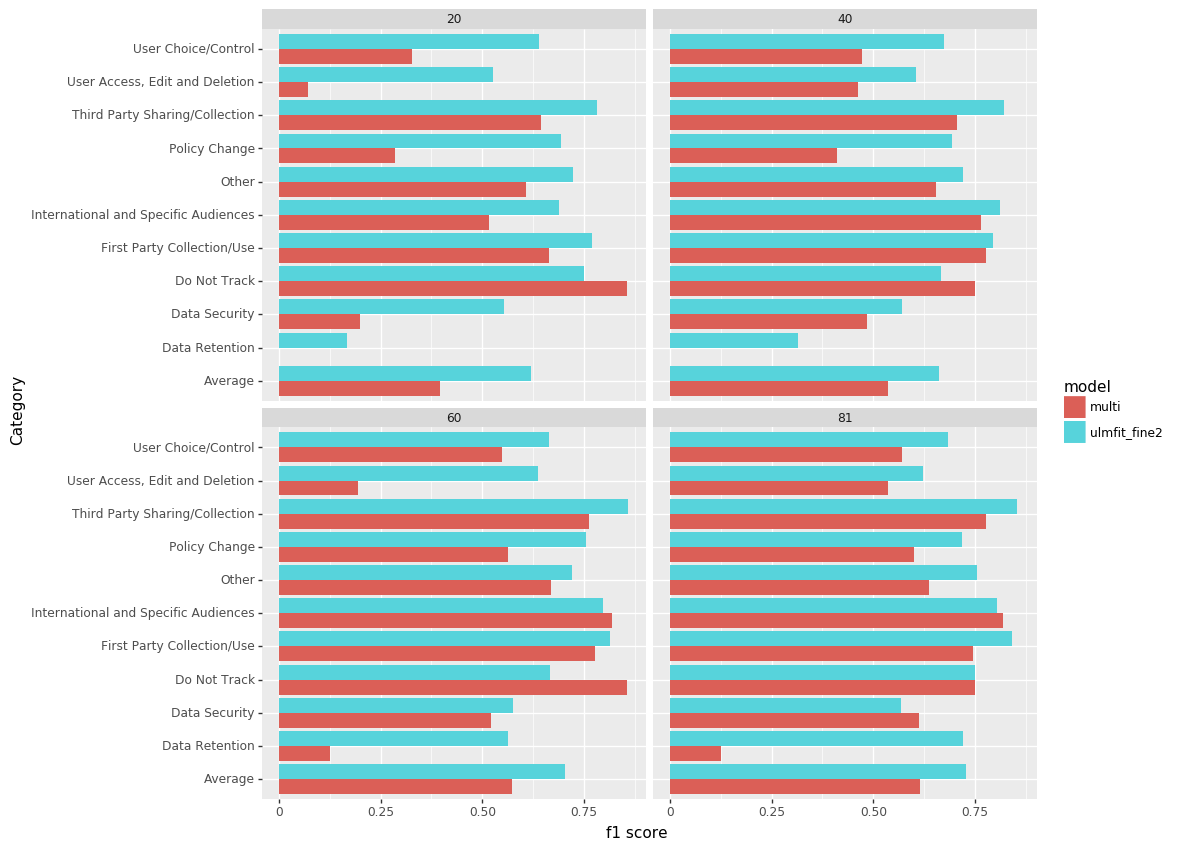 20
40
User Choice/Control
User Access, Edit and Deletion
Third Party Sharing/Collection
Policy Change
Other
International and Specific Audiences
First Party Collection/Use
Do Not Track
Data Security
Data Retention
Average
60
81
User Choice/Control
User Access, Edit and Deletion
Third Party Sharing/Collection
Policy Change
Other
International and Specific Audiences
First Party Collection/Use
Do Not Track
Data Security
Data Retention
Average
0 0.25 0.50 0.75
0 0.25 0.50 0.75
f1 score
Category
model
multi
ulmfit_fine2